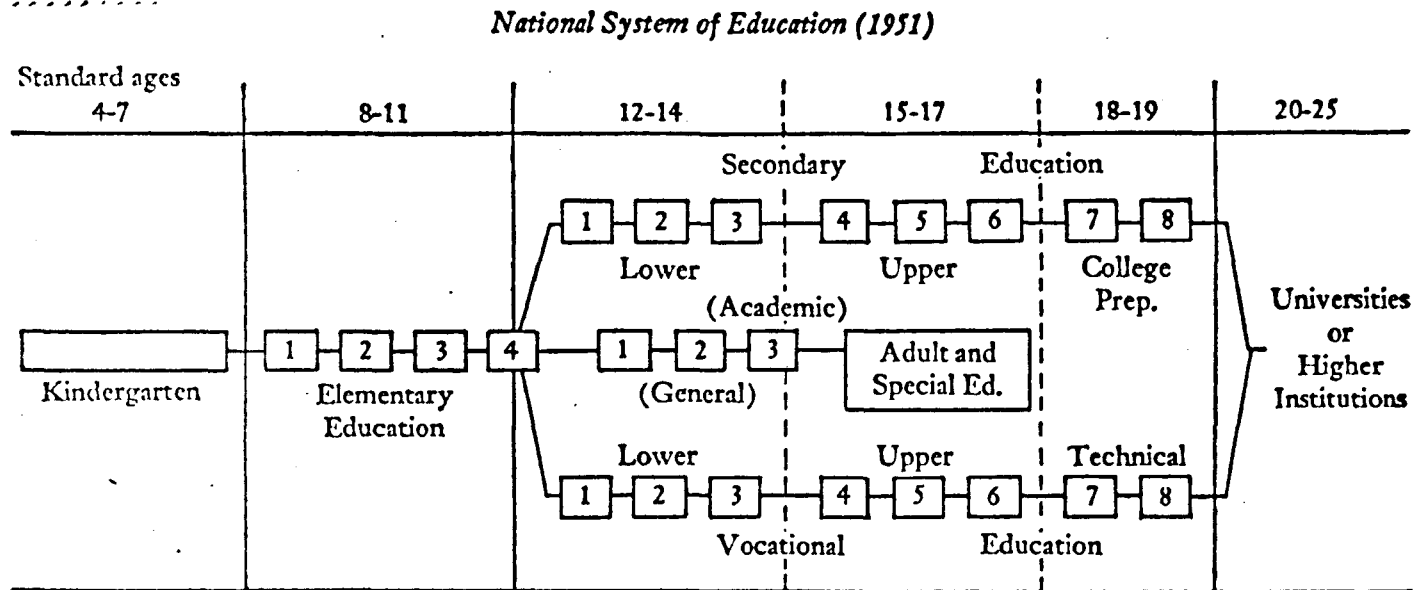 National System of Education (1951)
Standard ages
4-7 8-11 12-14 15-17 18-19 20-25
Secondary Education
1 2 3 4 5 6 7 8
Lower Upper College
Prep.
(Academic)
Universities
or
Higher
Institutions
1 2 3 4 1 2 3 Adult and
Special Ed.
Kindergarten Elementary
Education
(General)
Lower Upper Technical
1 2 3 4 5 6 7 8
Vocational Education